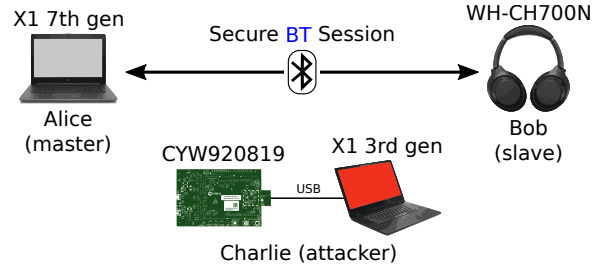 X1 7th gen
WH-CH700N
Secure BT Session
Alice
(master)
Bob
(slave)
CYW920819
X1 3rd gen
USB
Charlie (attacker)